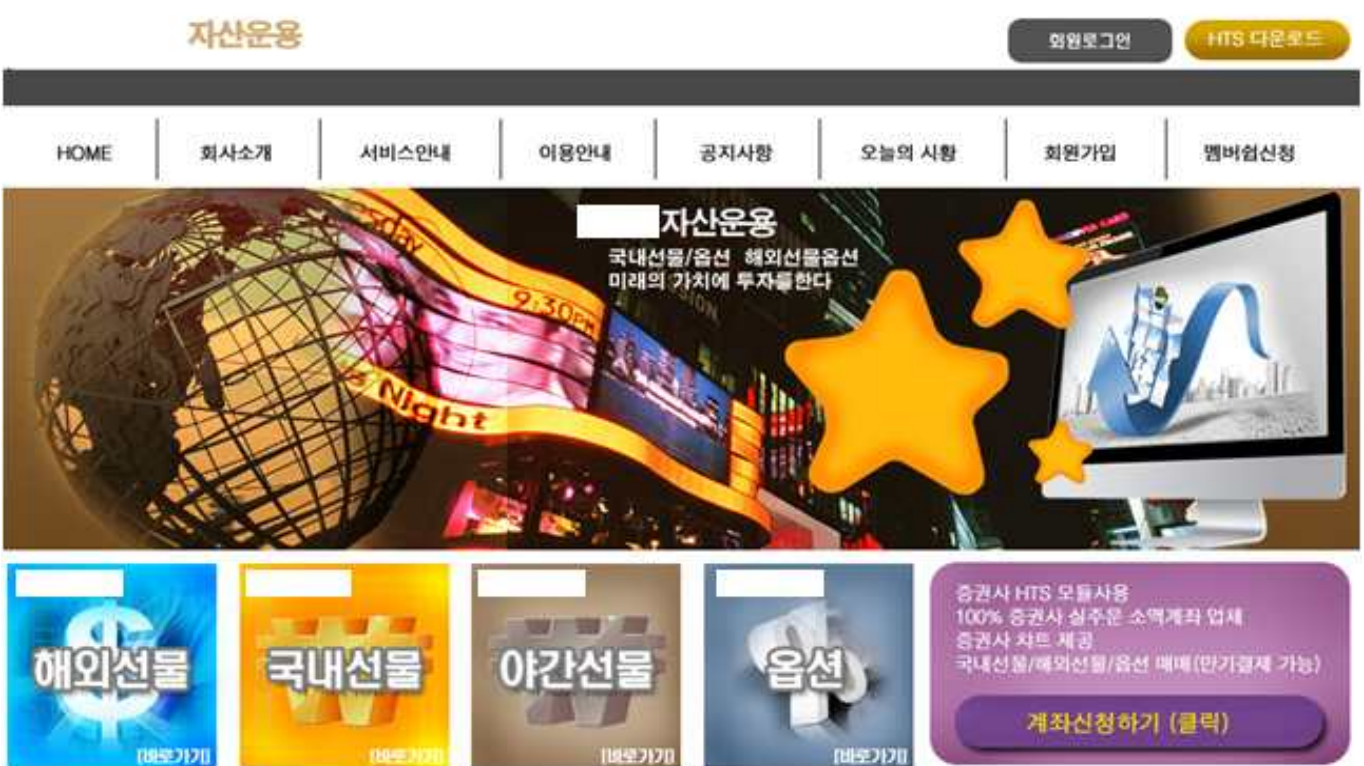 자산운용
회원로그인
HTS 다운로드
HOME
회사소개
서비스안내
이용안내
공지사항
오늘의 시황
회원가입
멤버쉽신청
자산운용
국내선물/옵션 해외선물옵션
미래의 가치에 투자를한다
sday
9:30PM
Night
해외선물
[바로가기]
국내선물
[바로가기]
야간선물
[바로가기]
옵션
[바로가기]
증권사 HTS 모듈사용
100% 증권사 실주문 소액계좌 업체
증권사 챠트 제공
국내선물/해외선물/옵션 매매(만기결제 가능)
계좌신청하기 (클릭)